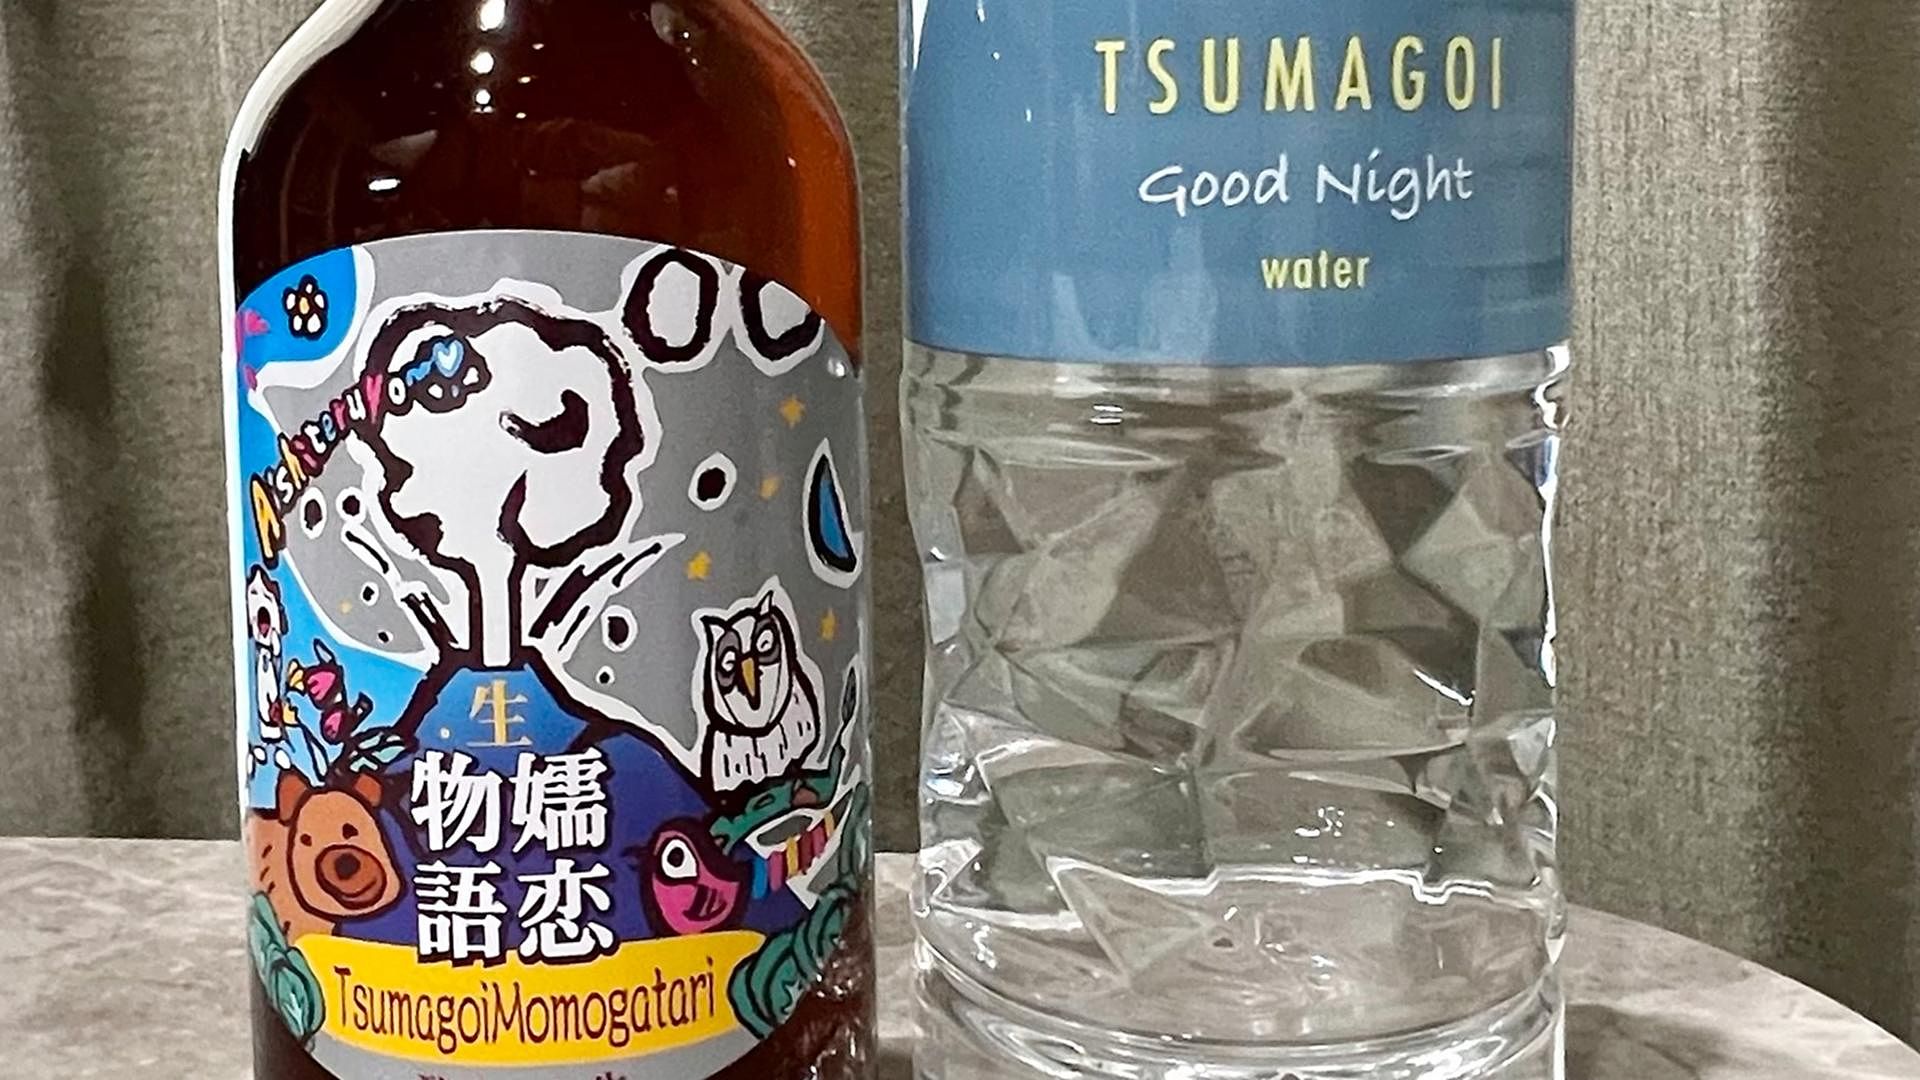 Aishiteruyo
生
嬬恋
物語
TsumagoiMomogatari
TSUMAGOI
Good Night
water